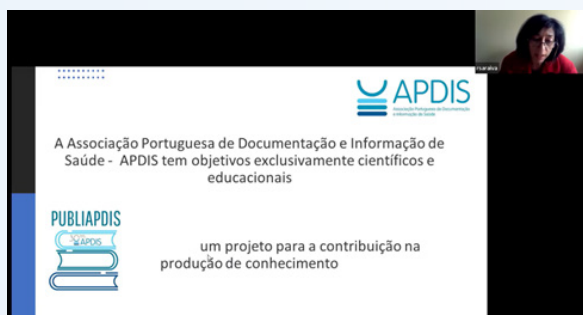 APDIS
Associação Portuguesa de Documentação
e Informação de Saúde
A Associação Portuguesa de Documentação e Informação de
Saúde - APDIS tem objetivos exclusivamente científicos e
educacionais
PUBLIAPDIS
APDIS
um projeto para a contribuição na
produção de conhecimento